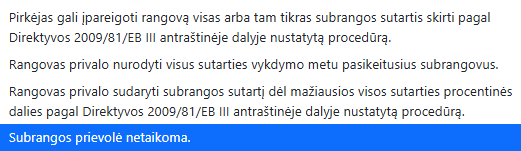 Pirkėjas gali įpareigoti rangovą visas arba tam tikras subrangos sutartis skirti pagal
Direktyvos 2009/81/EB III antraštinėje dalyje nustatytą procedūrą.
Rangovas privalo nurodyti visus sutarties vykdymo metu pasikeitusius subrangovus.
Rangovas privalo sudaryti subrangos sutartį dėl mažiausios visos sutarties procentinės
dalies pagal Direktyvos 2009/81/EB III antraštinėje dalyje nustatytą procedūrą.
Subrangos prievolė netaikoma.